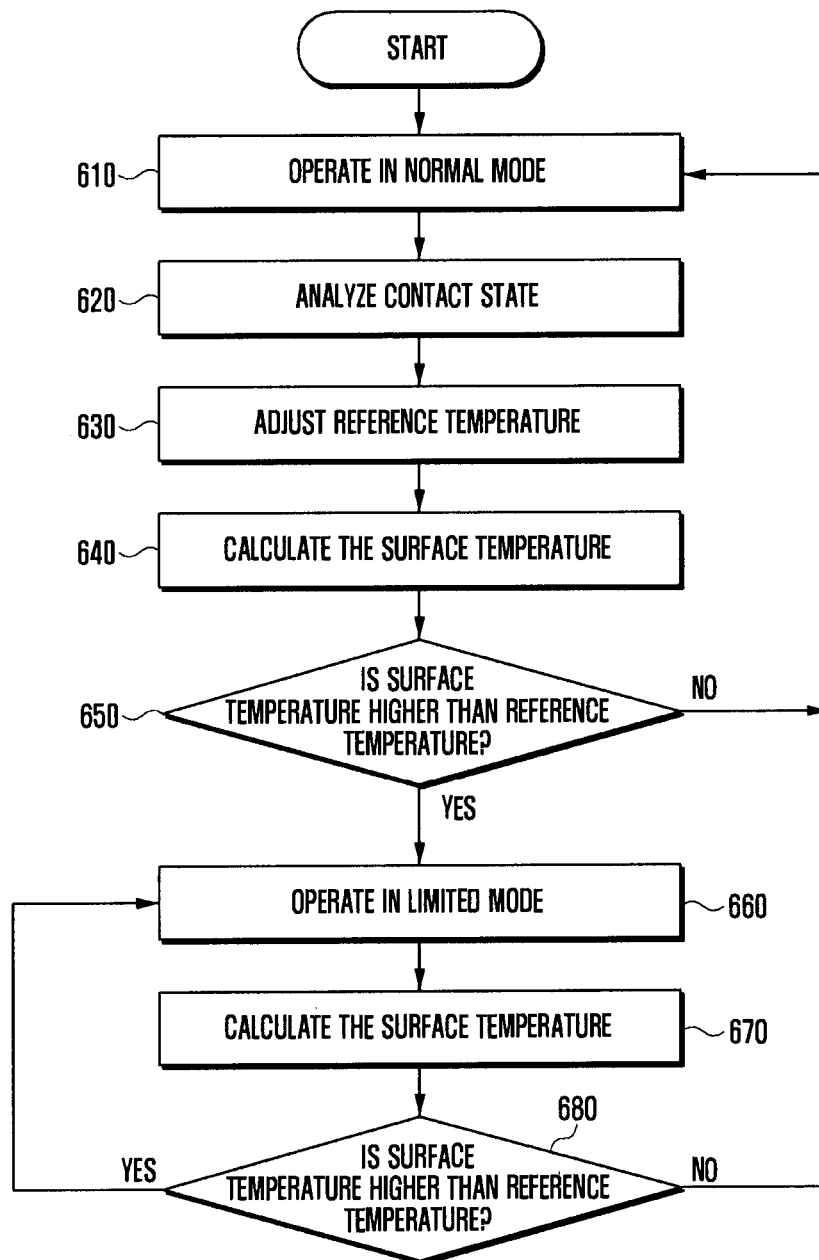 START
610
OPERATE IN NORMAL MODE
620
ANALYZE CONTACT STATE
630
ADJUST REFERENCE TEMPERATURE
640
CALCULATE THE SURFACE TEMPERATURE
650
IS SURFACE
TEMPERATURE HIGHER THAN REFERENCE
TEMPERATURE?
NO
YES
OPERATE IN LIMITED MODE
660
CALCULATE THE SURFACE TEMPERATURE
670
680
YES
IS SURFACE
TEMPERATURE HIGHER THAN REFERENCE
TEMPERATURE?
NO